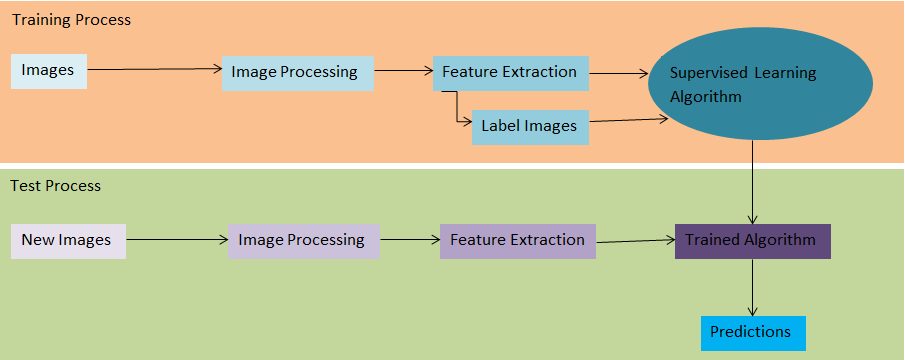 Training Process
Images
Image Processing
Feature Extraction
Supervised Learning
Algorithm
Label Images
Test Process
New Images
Image Processing
Feature Extraction
Trained Algorithm
Predictions